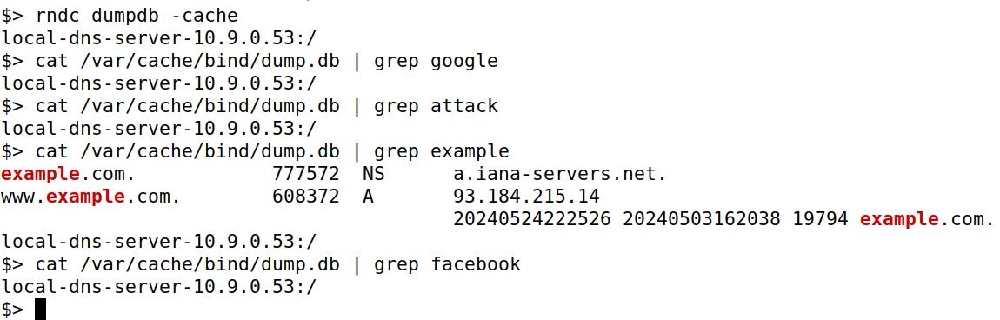 $> rndc dumpdb -cache
local-dns-server-10.9.0.53:/
$> cat /var/cache/bind/dump.db | grep google
local-dns-server-10.9.0.53:/
$> cat /var/cache/bind/dump.db | grep attack
local-dns-server-10.9.0.53:/
$> cat /var/cache/bind/dump.db | grep example
example.com.            777572  NS      a.iana-servers.net.
www.example.com.        608372  A       93.184.215.14
                                        20240524222526 20240503162038 19794 example.com.
local-dns-server-10.9.0.53:/
$> cat /var/cache/bind/dump.db | grep facebook
local-dns-server-10.9.0.53:/
$>